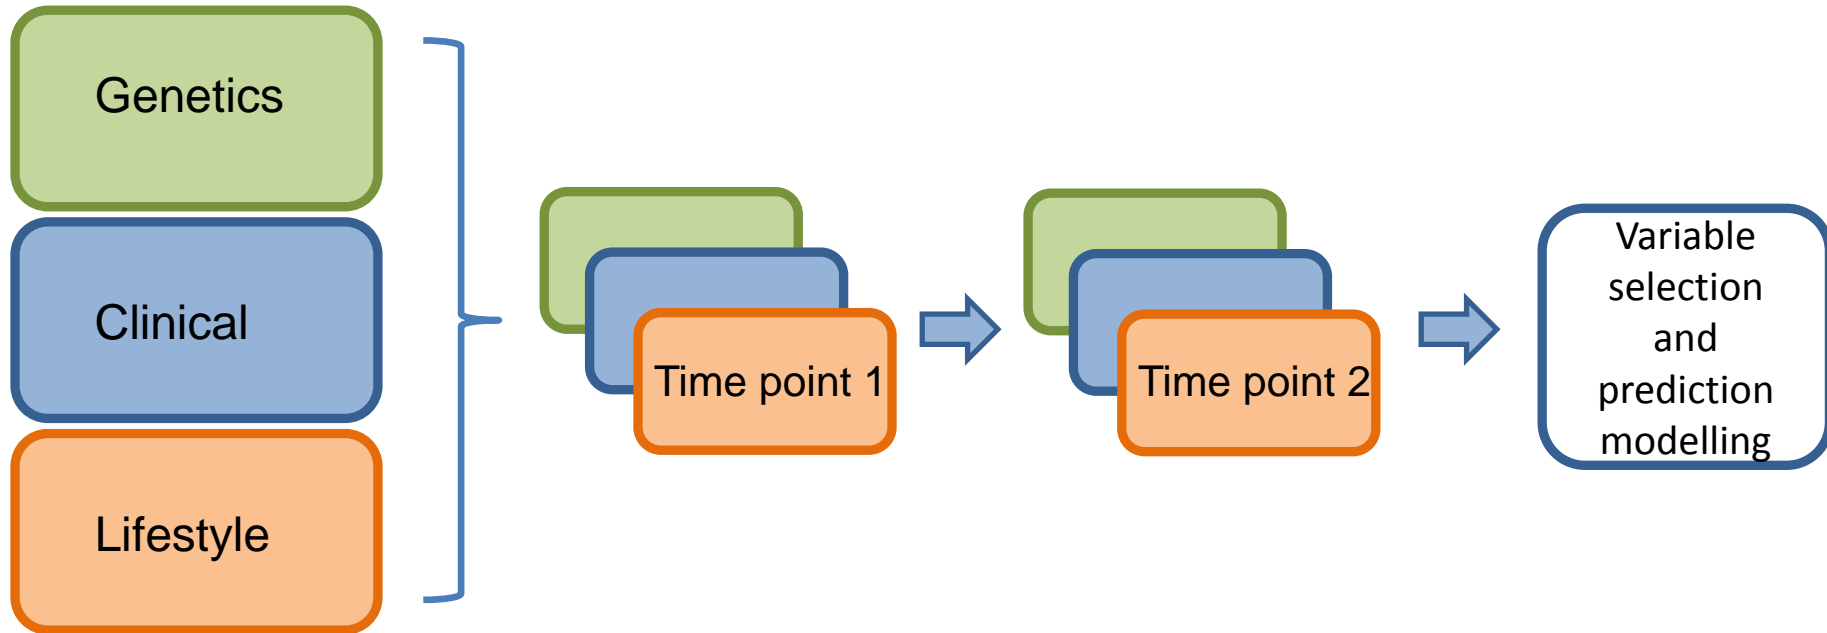 Genetics
Clinical
Lifestyle
Time point 1
Time point 2
Variable
selection
and
prediction
modelling